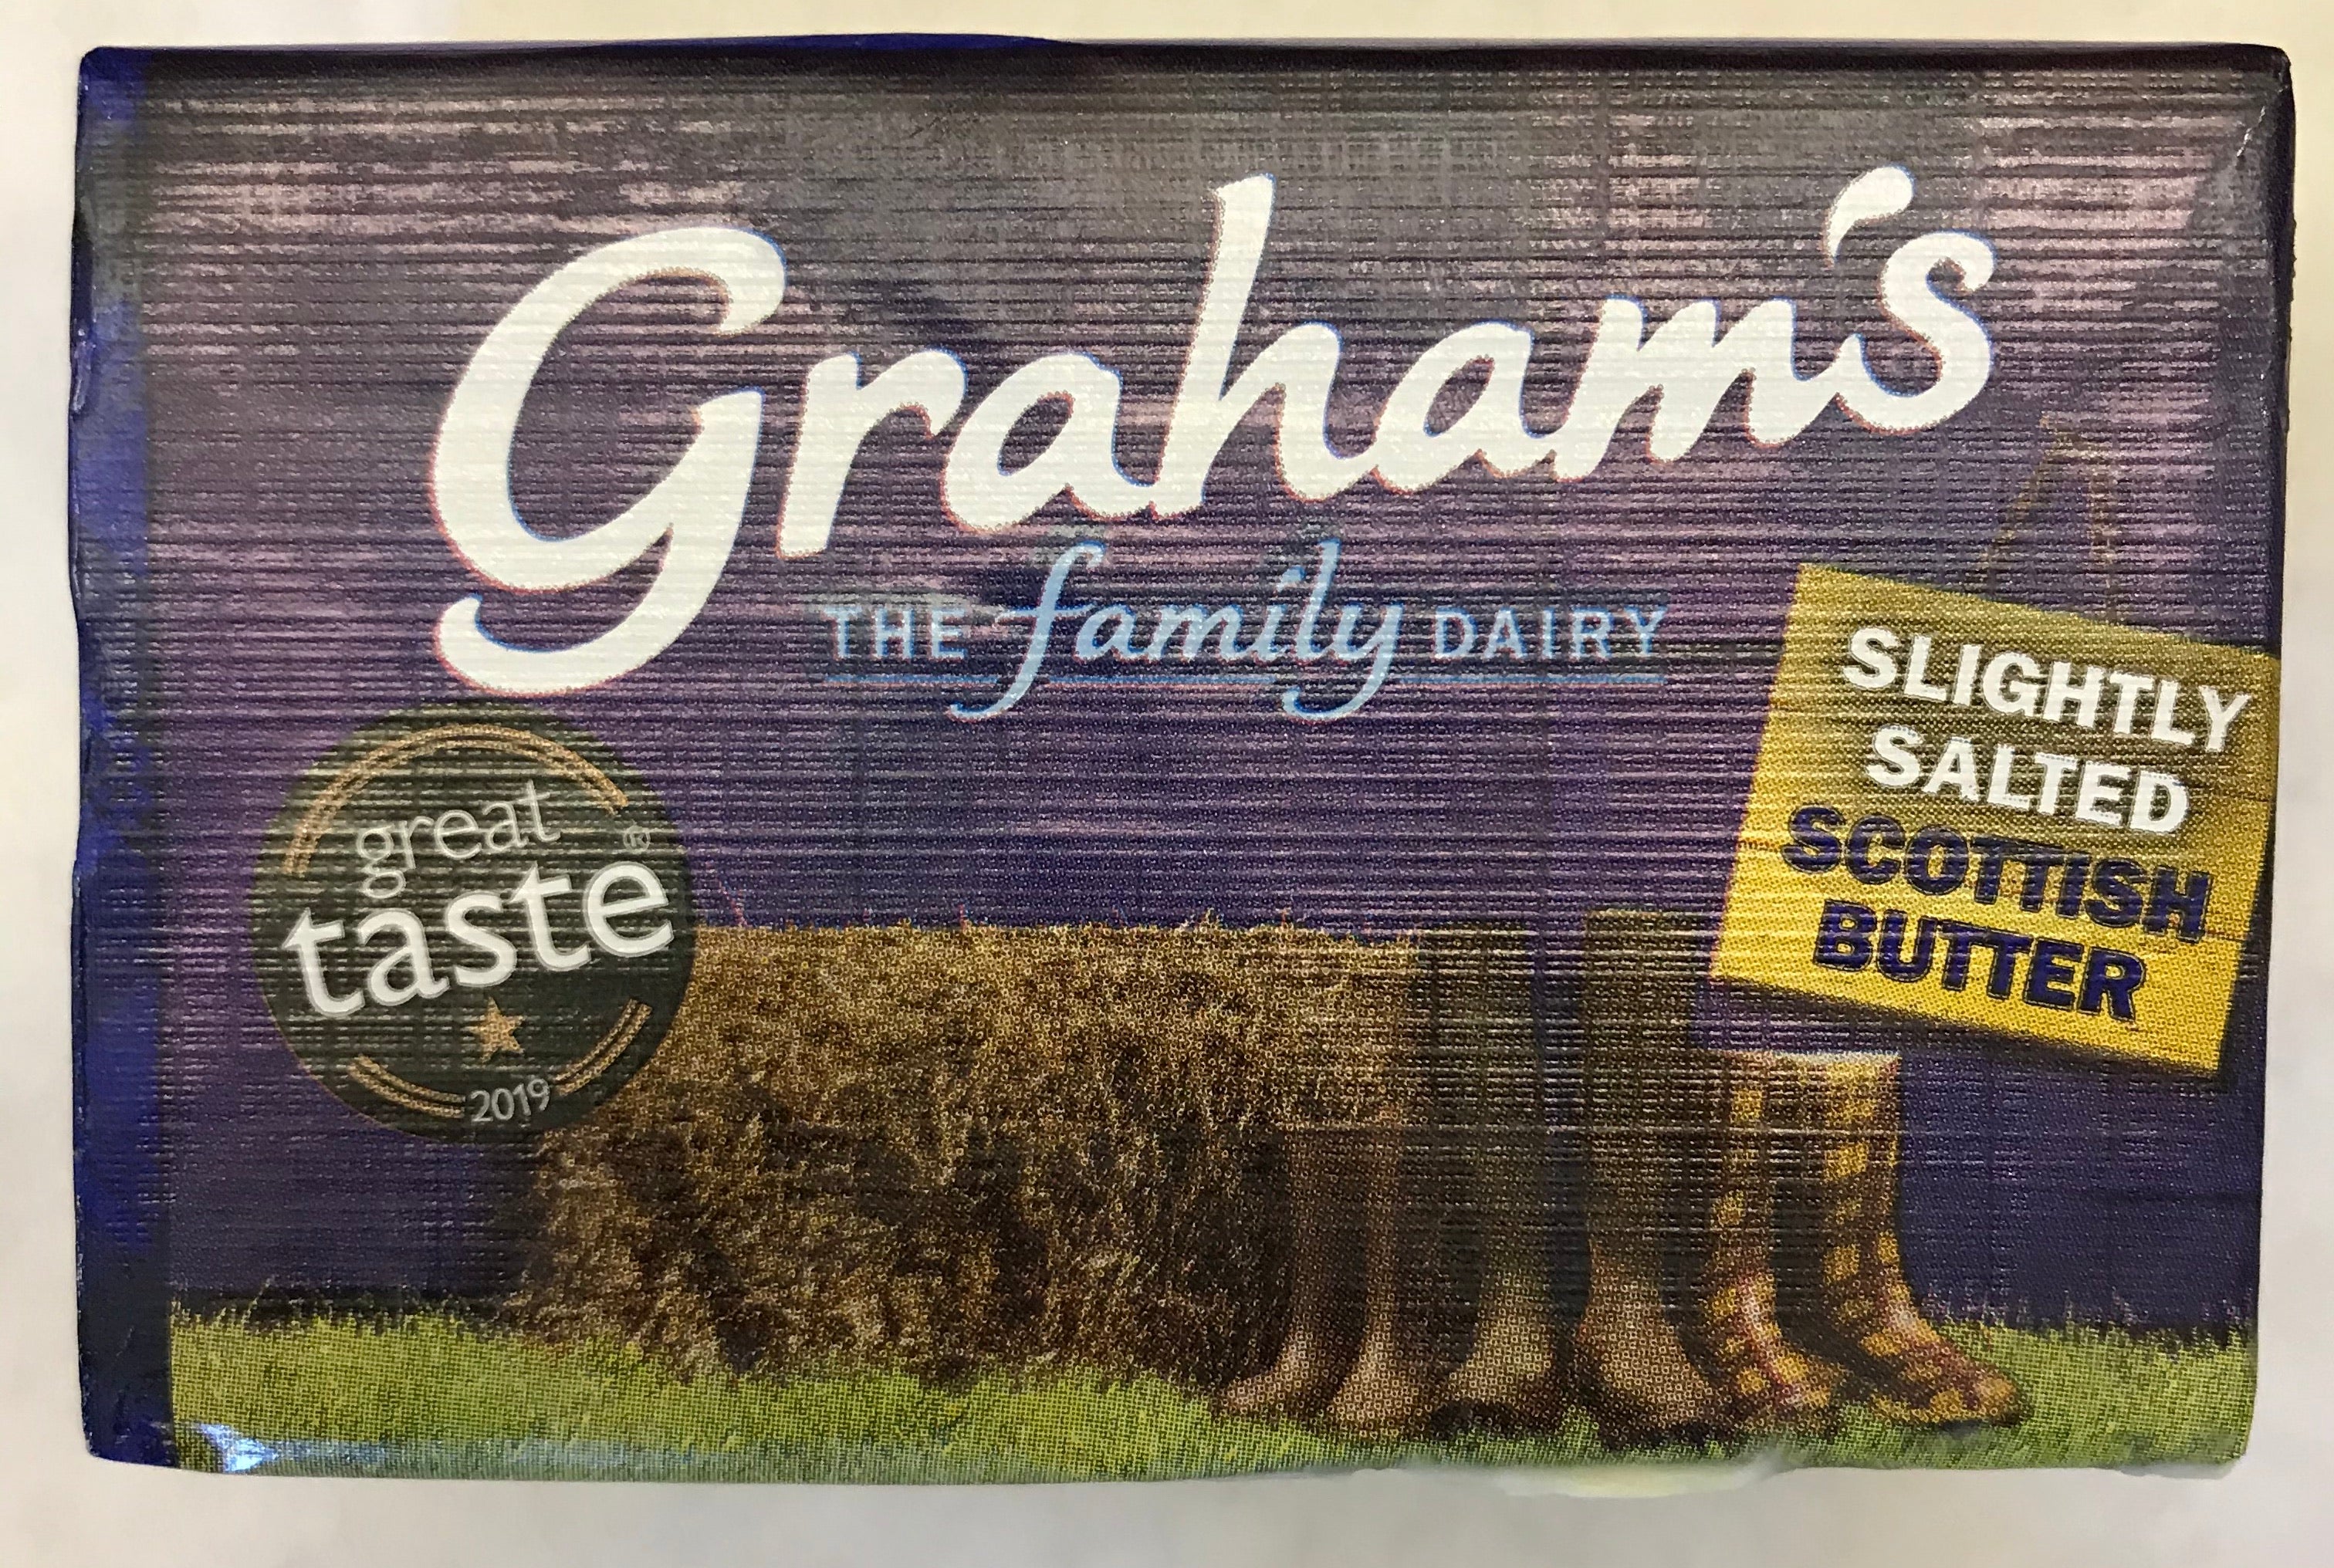 Graham's
THE family DAIRY
SLIGHTLY
SALTED
SCOTTISH
BUTTER
great
taste®
2019